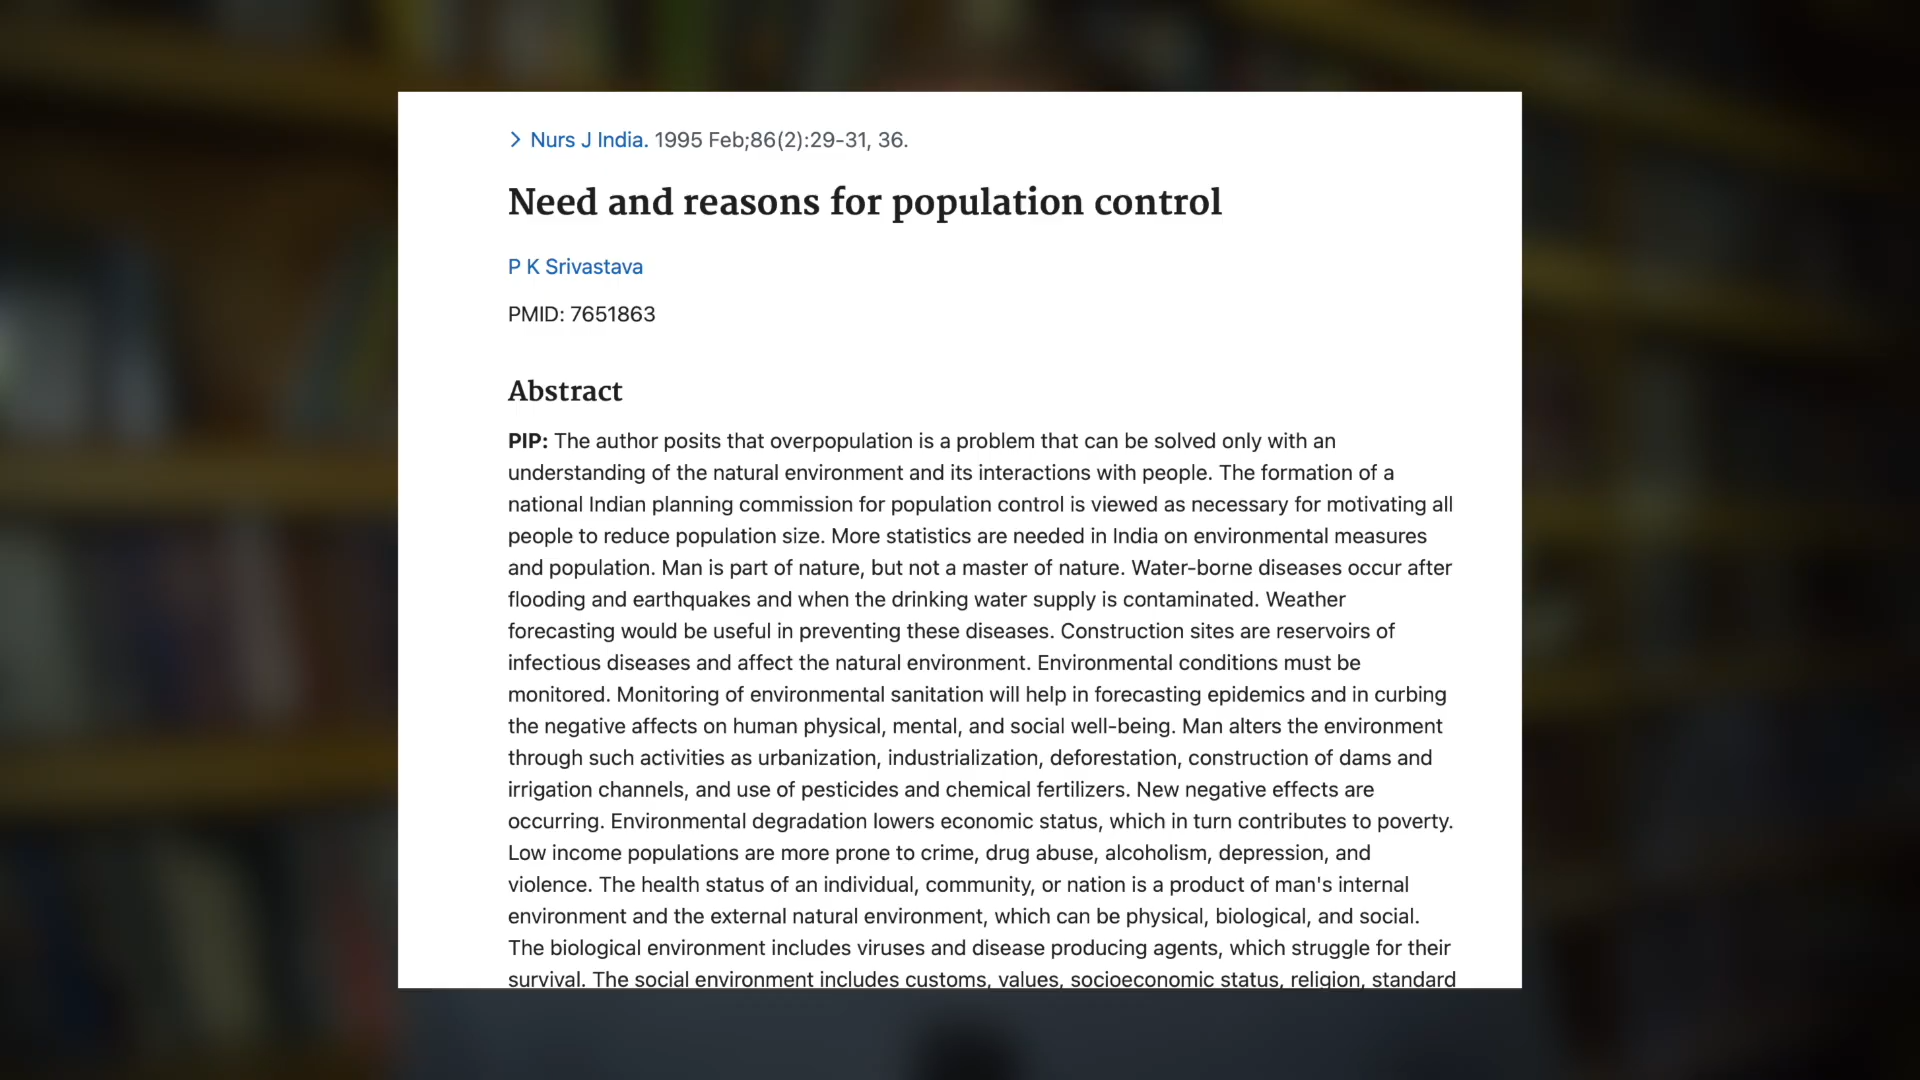 > Nurs J India. 1995 Feb;86(2):29-31, 36.
Need and reasons for population control
P K Srivastava
PMID: 7651863
Abstract
PIP: The author posits that overpopulation is a problem that can be solved only with an
understanding of the natural environment and its interactions with people. The formation of a
national Indian planning commission for population control is viewed as necessary for motivating all
people to reduce population size. More statistics are needed in India on environmental measures
and population. Man is part of nature, but not a master of nature. Water-borne diseases occur after
flooding and earthquakes and when the drinking water supply is contaminated. Weather
forecasting would be useful in preventing these diseases. Construction sites are reservoirs of
infectious diseases and affect the natural environment. Environmental conditions must be
monitored. Monitoring of environmental sanitation will help in forecasting epidemics and in curbing
the negative affects on human physical, mental, and social well-being. Man alters the environment
through such activities as urbanization, industrialization, deforestation, construction of dams and
irrigation channels, and use of pesticides and chemical fertilizers. New negative effects are
occurring. Environmental degradation lowers economic status, which in turn contributes to poverty.
Low income populations are more prone to crime, drug abuse, alcoholism, depression, and
violence. The health status of an individual, community, or nation is a product of man's internal
environment and the external natural environment, which can be physical, biological, and social.
The biological environment includes viruses and disease producing agents, which struggle for their
survival. The social environment includes customs, values, socioeconomic status, religion, standard